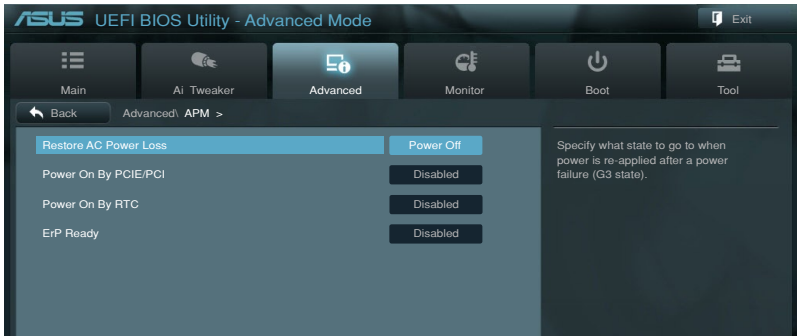 ASUS UEFI BIOS Utility - Advanced Mode
Exit
Main
Ai Tweaker
Advanced
Monitor
Boot
Tool
Back
Advanced\ APM >
Restore AC Power Loss
Power Off
Power On By PCIE/PCI
Disabled
Power On By RTC
Disabled
ErP Ready
Disabled
Specify what state to go to when
power is re-applied after a power
failure (G3 state).